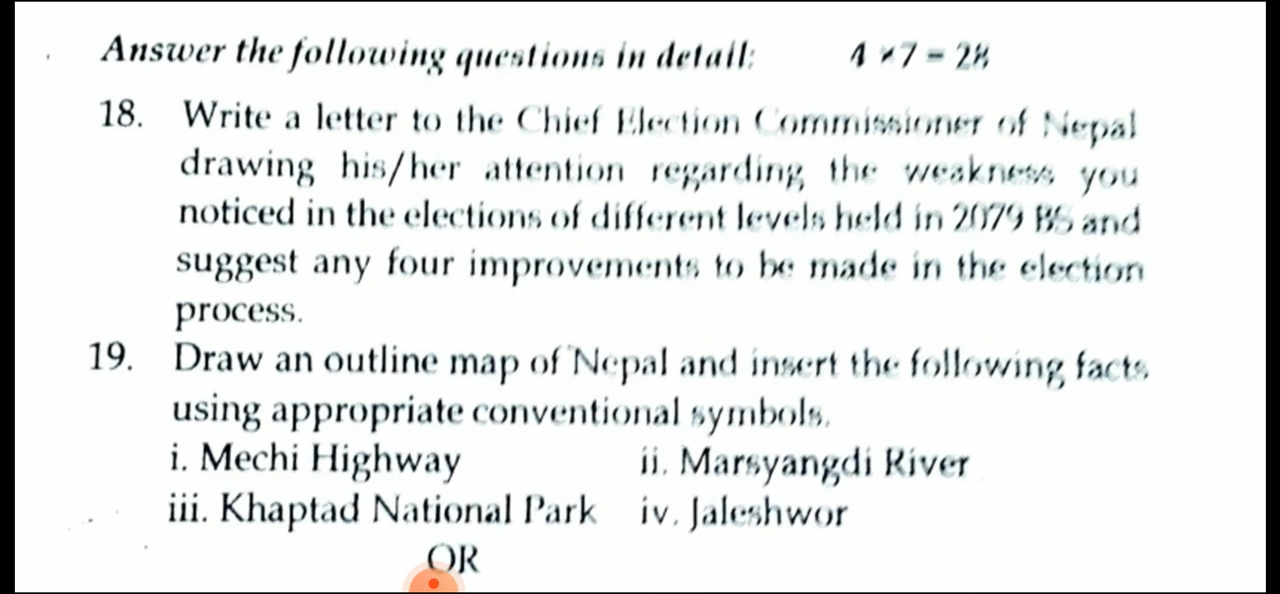 Answer the following questions in detail: 4 × 7 = 28
18. Write a letter to the Chief Election Commissioner of Nepal
drawing his/her attention regarding the weakness you
noticed in the elections of different levels held in 2079 BS and
suggest any four improvements to be made in the election
process.
19. Draw an outline map of Nepal and insert the following facts
using appropriate conventional symbols.
i. Mechi Highway ii. Marsyangdi River
iii. Khaptad National Park iv. Jaleshwor
OR